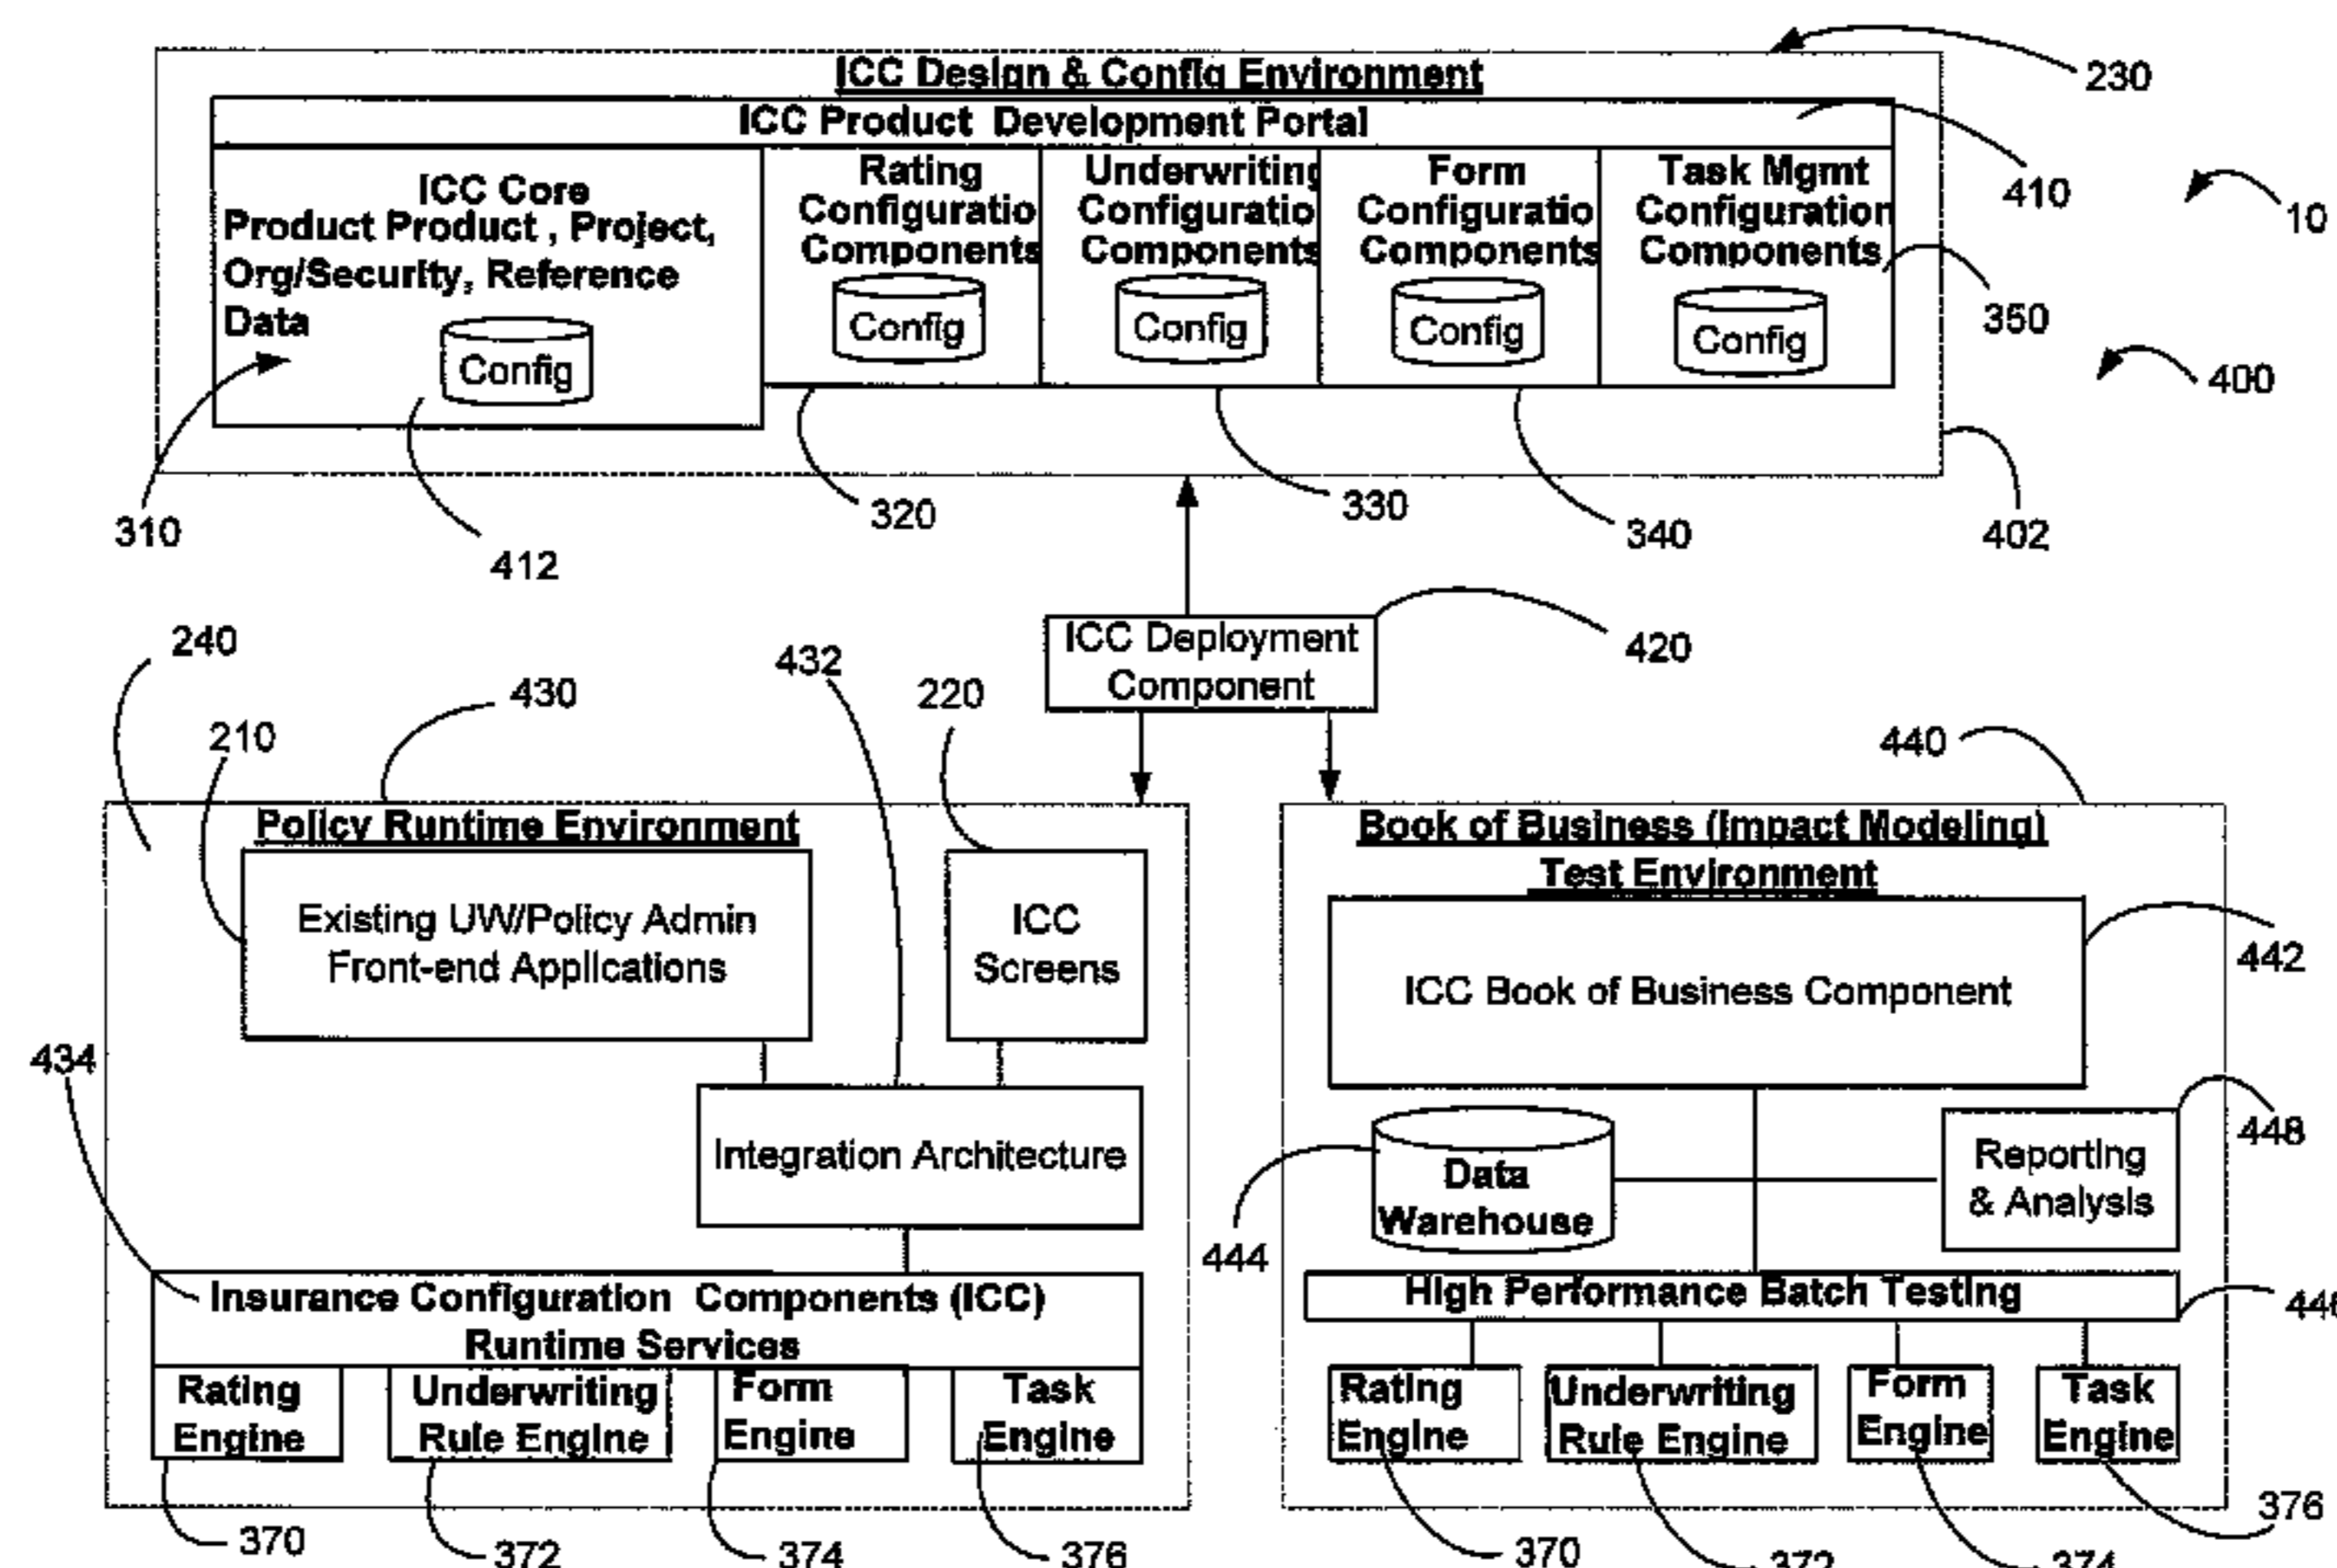 ICC Design & Config Environment
230
ICC Product Development Portal
410
10
ICC Core
Product Product , Project,
Org/Security, Reference
Data
Config
Rating
Configuratio
Components
Config
Underwriting
Configuratio
Components
Config
Form
Configuratio
Components
Config
Task Mgmt
Configuration
Components
Config
350
400
310
412
320
330
340
402
ICC Deployment
Component
420
240
430
432
220
210
440
Policy Runtime Environment
Existing UW/Policy Admin
Front-end Applications
ICC
Screens
434
Integration Architecture
Insurance Configuration Components (ICC)
Runtime Services
Rating
Engine
Underwriting
Rule Engine
Form
Engine
Task
Engine
370
372
374
376
Book of Business (Impact Modeling)
Test Environment
ICC Book of Business Component
442
Data
Warehouse
444
Reporting
& Analysis
448
High Performance Batch Testing
446
Rating
Engine
Underwriting
Rule Engine
Form
Engine
Task
Engine
376
370
372
374